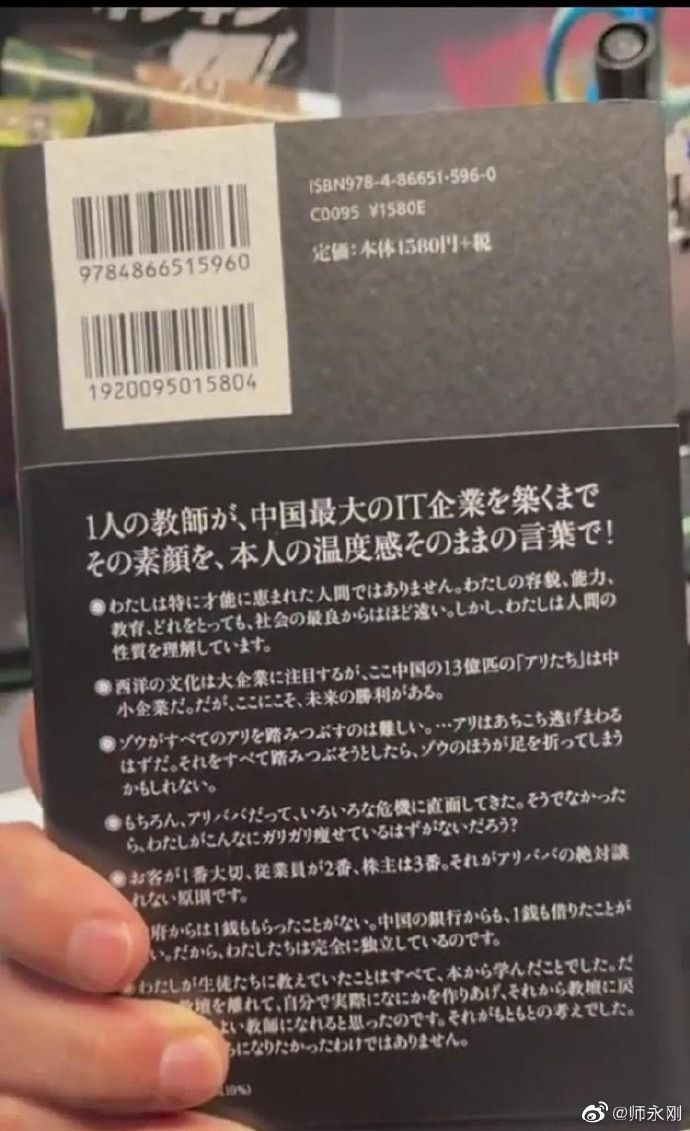 9784866515960
1920095015804
ISBN978-4-86651-596-0
C0095 ¥1580E
定価:本体1580円+税
1人の教師が、中国最大のIT企業を築くまで
その素顔を、本人の温度感そのままの言葉で!
わたしは特に才能に恵まれた人間ではありません。わたしの容貌、能力、
教育、どれをとっても、社会の最良からはほど遠い。しかし、わたしは人間の
性質を理解しています。
西洋の文化は大企業に注目するが、ここ中国の13億匹の「アリたち」は中
小企業だ。だが、ここにこそ、未来の勝利がある。
ゾウがすべてのアリを踏みつぶすのは難しい。…アリはあちこち逃げまわる
はずだ。それをすべて踏みつぶそうとしたら、ゾウのほうが足を折ってしまう
かもしれない。
もちろん、アリババだって、いろいろな危機に直面してきた。そうでなかった
ら、わたしがこんなにガリガリ痩せているはずがないだろう?
お客が1番大切、従業員が2番、株主は3番。それがアリババの絶対譲
れない原則です。
府からは1銭ももらったことがない。中国の銀行からも、1銭も借りたことが
い。だから、わたしたちは完全に独立しているのです。
わたしが生徒たちに教えていたことはすべて、本から学んだことでした。だ
教壇を離れて、自分で実際になにかを作りあげ、それから教壇に戻
よい教師になれると思ったのです。それがもともとの考えでした。
になりたかったわけではありません。
10%)
@师永刚